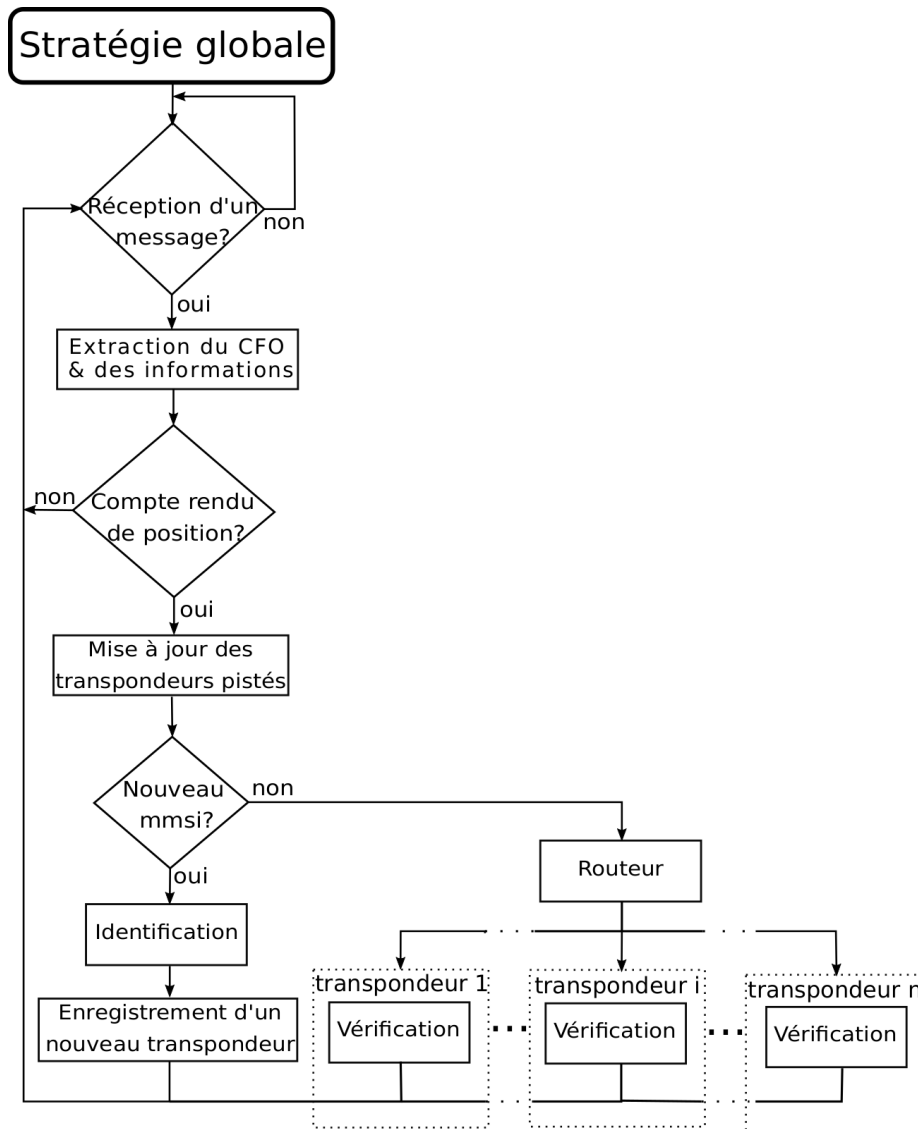 Stratégie globale
Réception d'un
message?
non
oui
Extraction du CFO
& des informations
non
Compte rendu
de position?
oui
Mise à jour des
transpondeurs pistés
Nouveau
mmsi?
non
oui
Routeur
Identification
Enregistrement d'un
nouveau transpondeur
transpondeur 1
Vérification
transpondeur i
Vérification
transpondeur n
Vérification